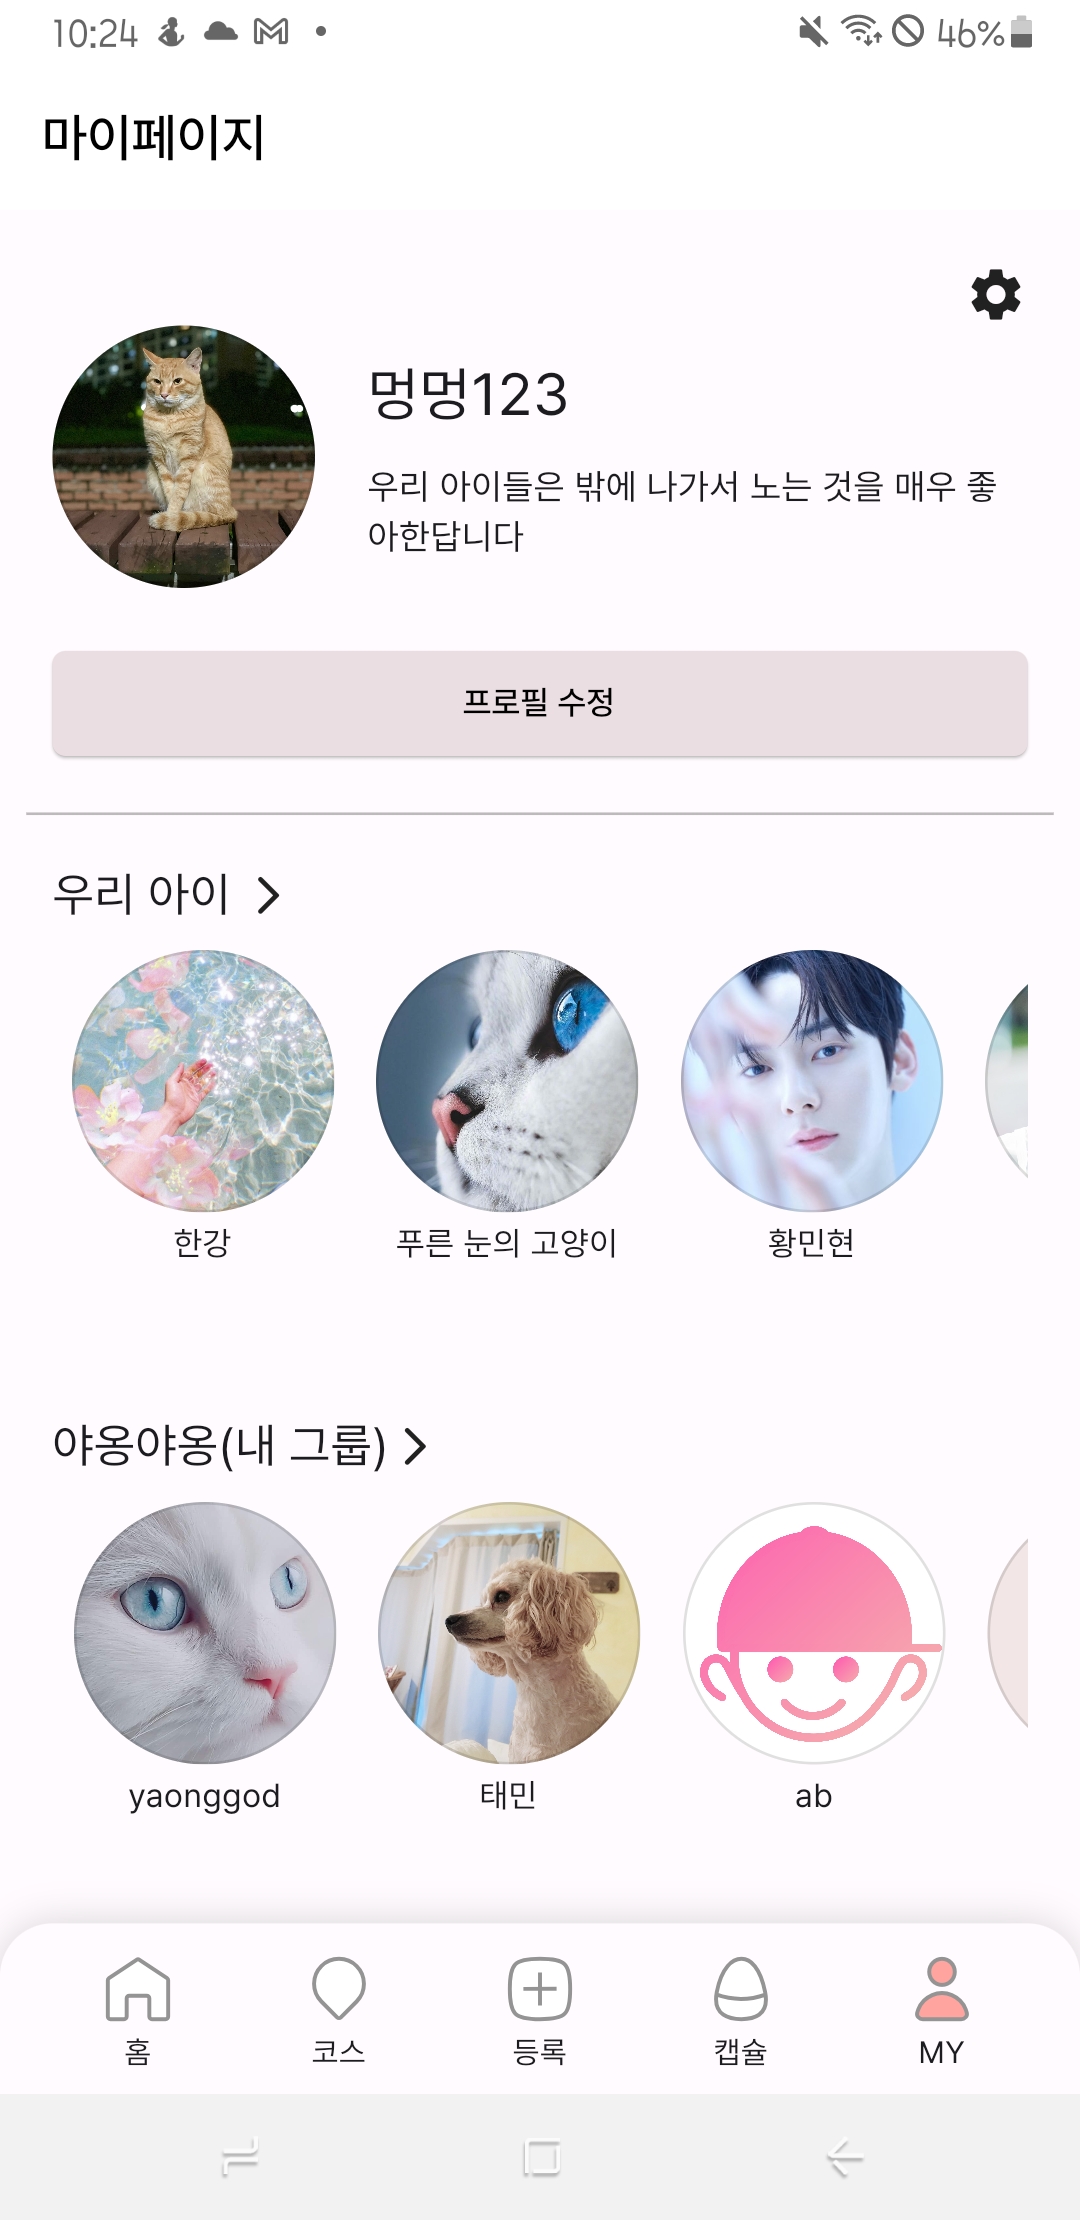 10:24
46%
마이페이지
멍멍123
우리 아이들은 밖에 나가서 노는 것을 매우 좋
아한답니다
프로필 수정
우리 아이
한강
푸른 눈의 고양이
황민현
야옹야옹(내 그룹)
yaonggod
태민
ab
홈
코스
등록
캡슐
MY